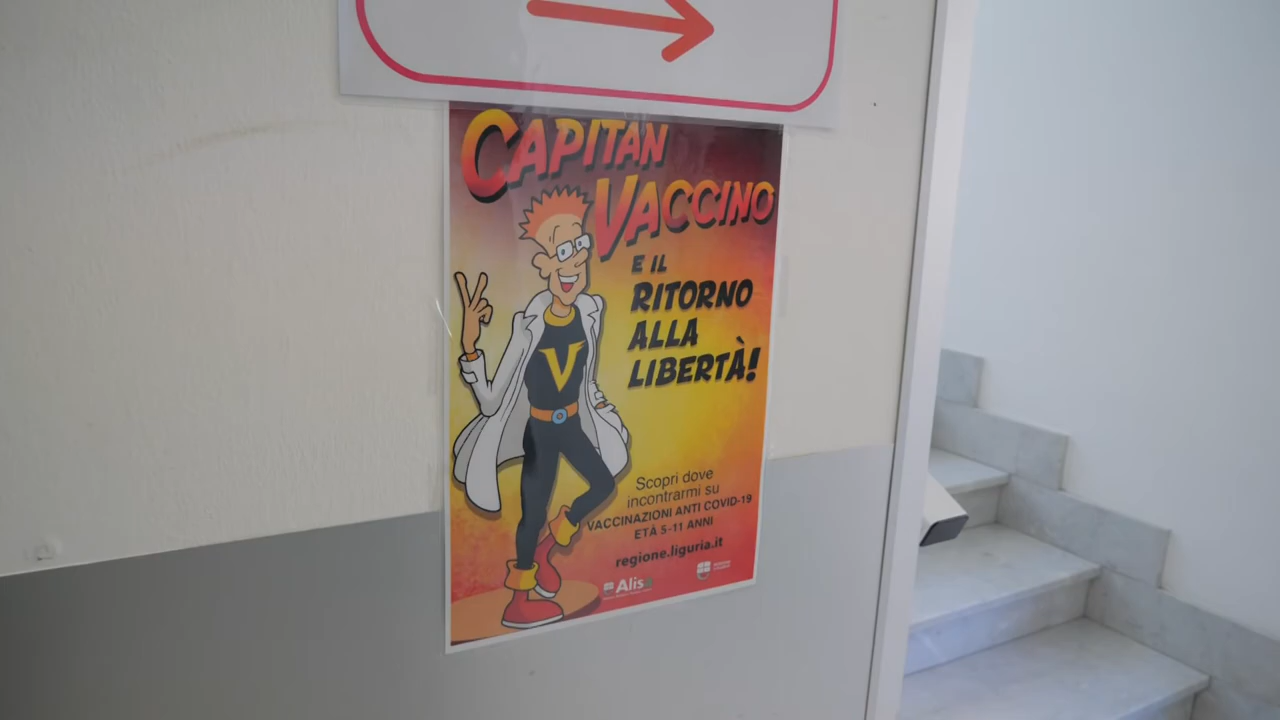 CAPITAN
VACCINO
E IL
RITORNO
ALLA
LIBERTÀ!
V
Scopri dove
incontrarmi su
VACCINAZIONI ANTI COVID-19
ETÀ 5-11 ANNI
regione.liguria.it
Alisa